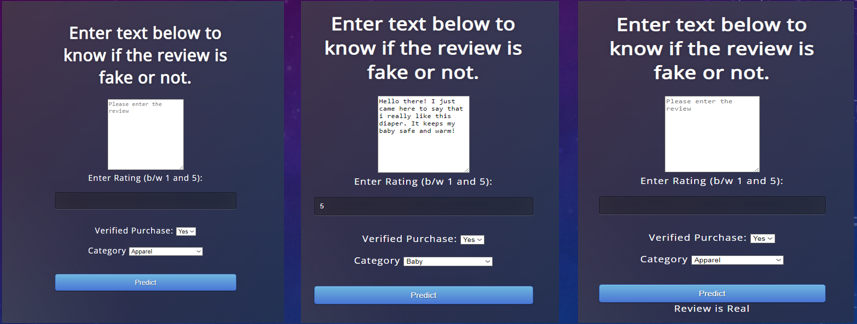 Enter text below to
know if the review is
fake or not.
Please enter the
review
Enter Rating (b/w 1 and 5):
Verified Purchase: Yes
Category Apparel
Predict
Enter text below to
know if the review is
fake or not.
Hello there! I just
came here to say that
i really like this
diaper. It keeps my
baby safe and warm!
Enter Rating (b/w 1 and 5):
5
Verified Purchase: Yes
Category Baby
Predict
Enter text below to
know if the review is
fake or not.
Please enter the
review
Enter Rating (b/w 1 and 5):
Verified Purchase: Yes
Category Apparel
Predict
Review is Real